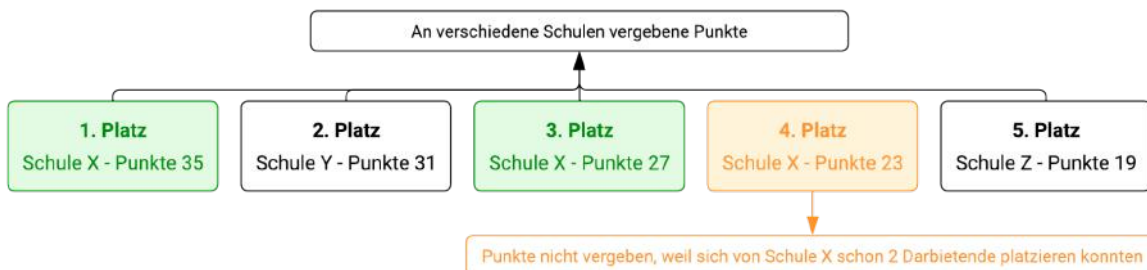 An verschiedene Schulen vergebene Punkte
1. Platz
Schule X - Punkte 35
2. Platz
Schule Y - Punkte 31
3. Platz
Schule X - Punkte 27
4. Platz
Schule X - Punkte 23
5. Platz
Schule Z - Punkte 19
Punkte nicht vergeben, weil sich von Schule X schon 2 Darbietende platzieren konnten